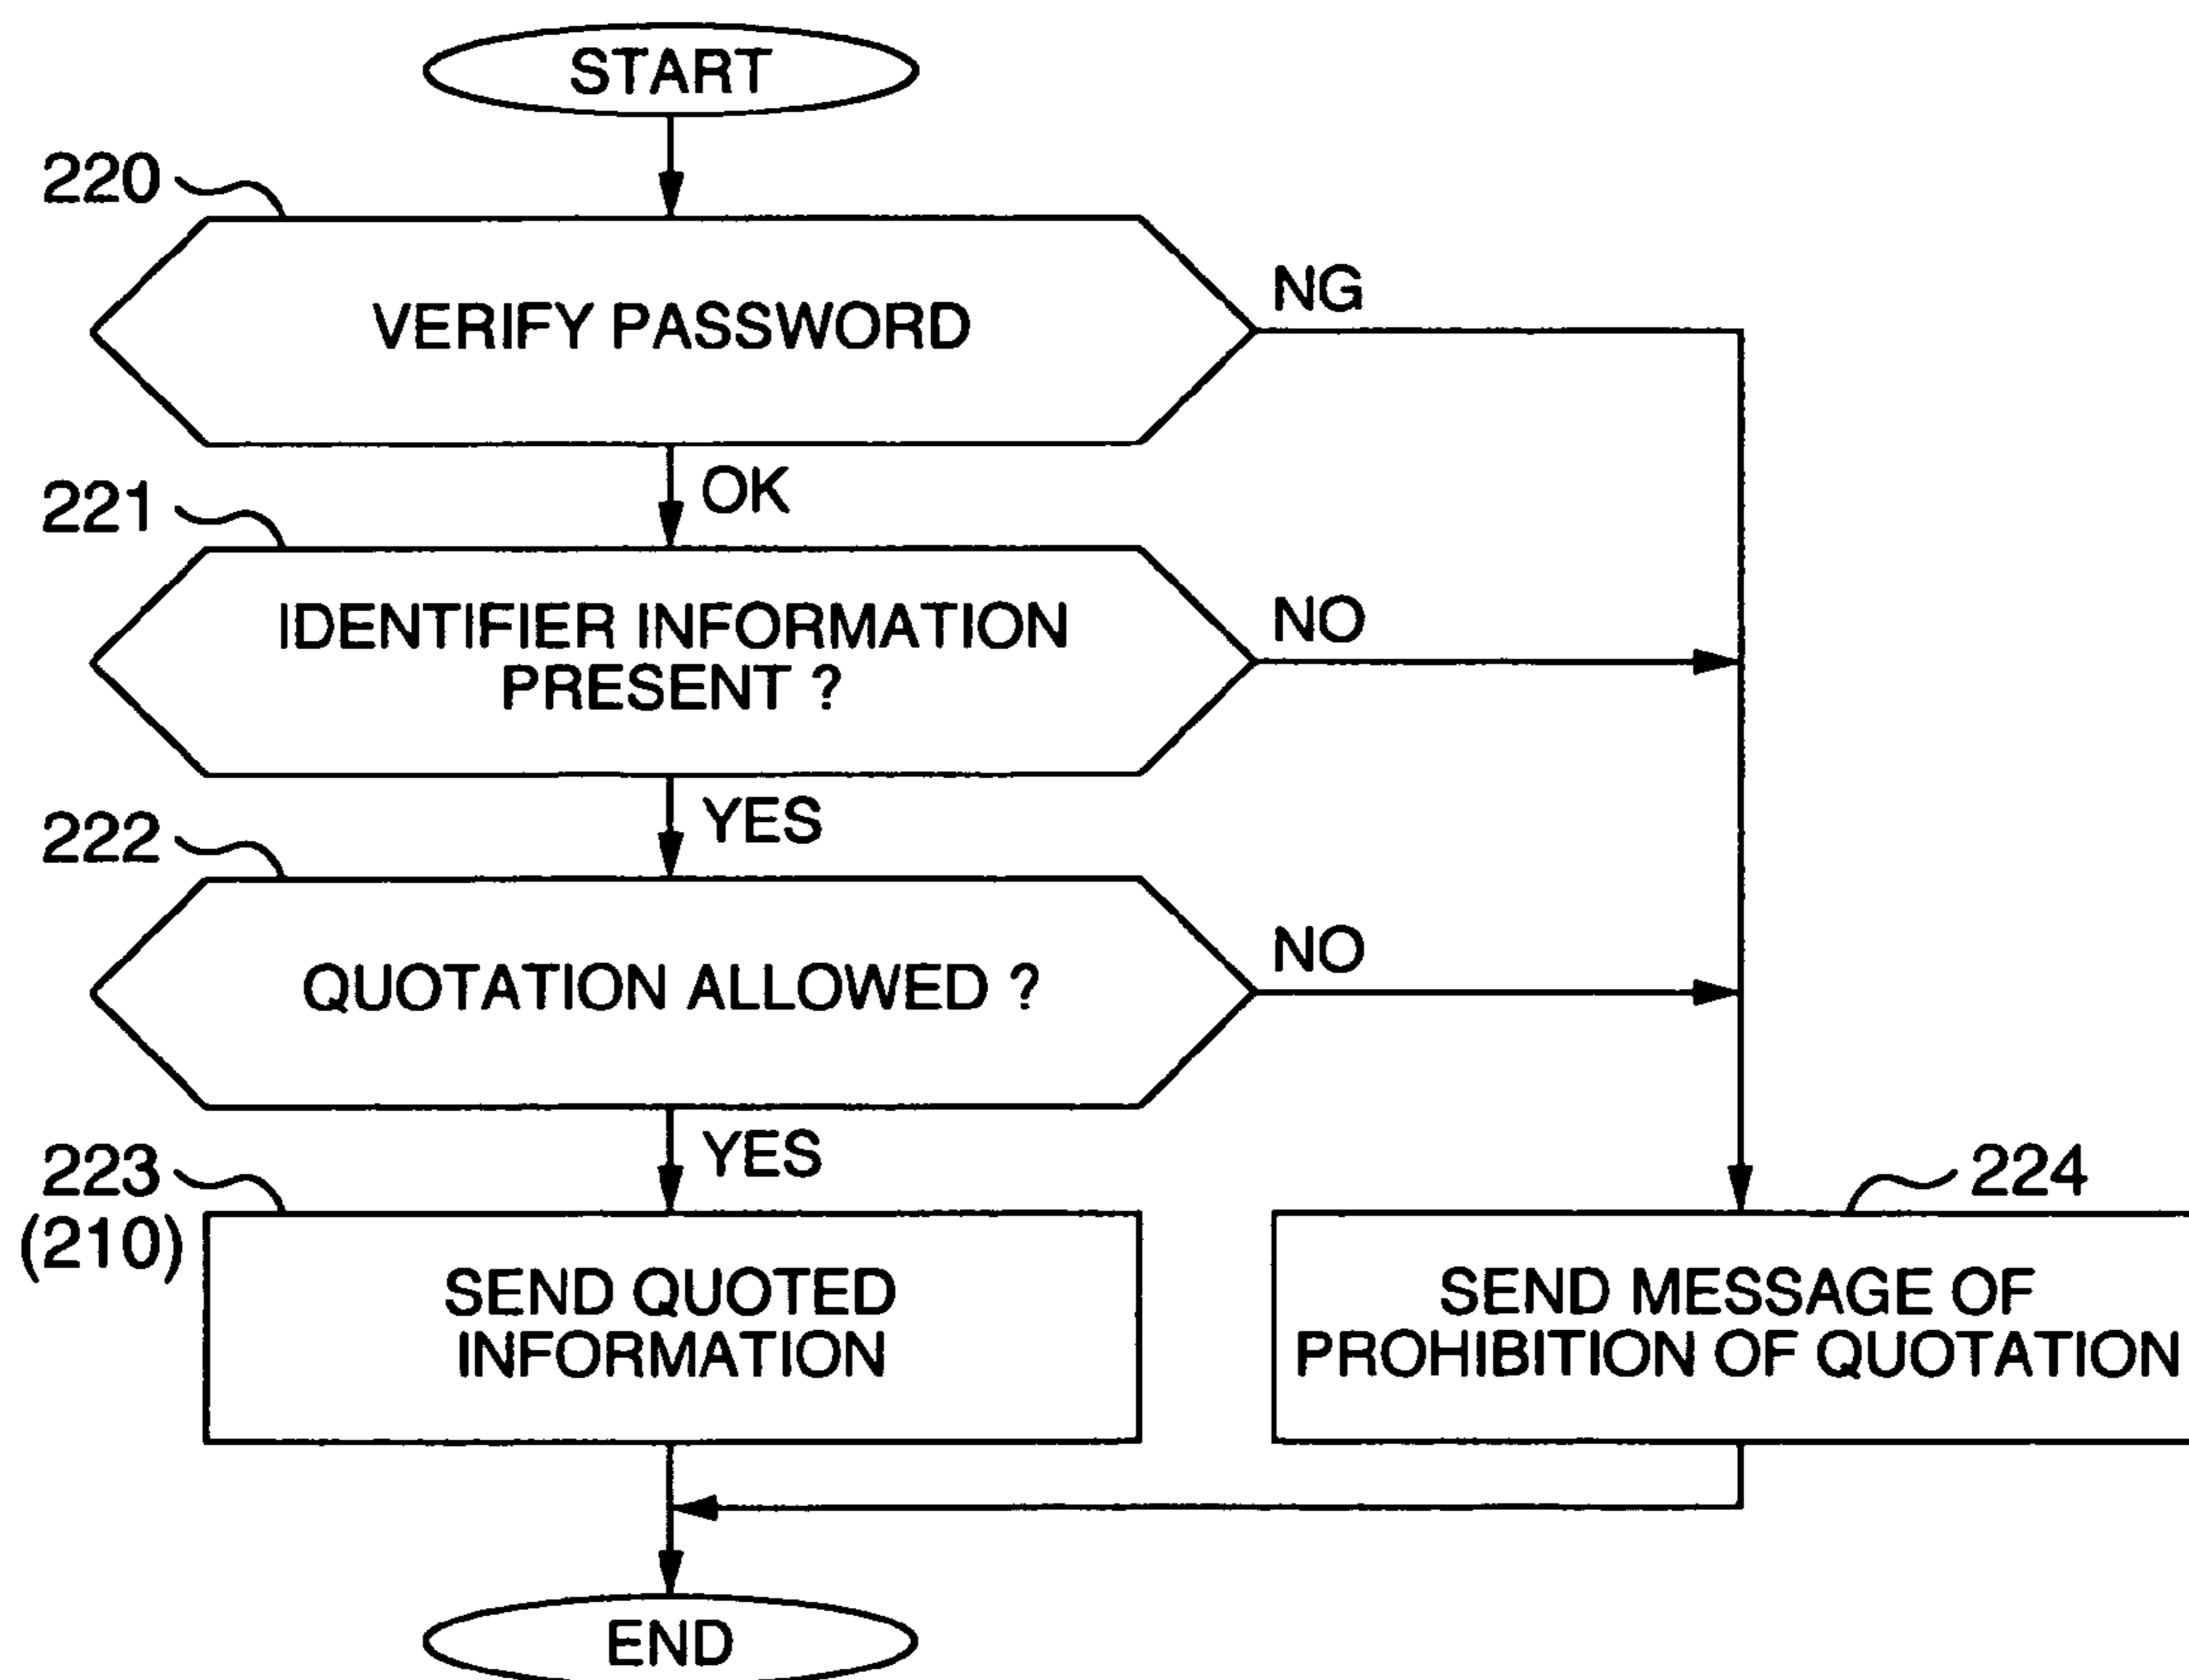 START
220
VERIFY PASSWORD
NG
OK
221
IDENTIFIER INFORMATION
PRESENT ?
NO
YES
222
QUOTATION ALLOWED ?
NO
YES
223
(210)
SEND QUOTED
INFORMATION
224
SEND MESSAGE OF
PROHIBITION OF QUOTATION
END